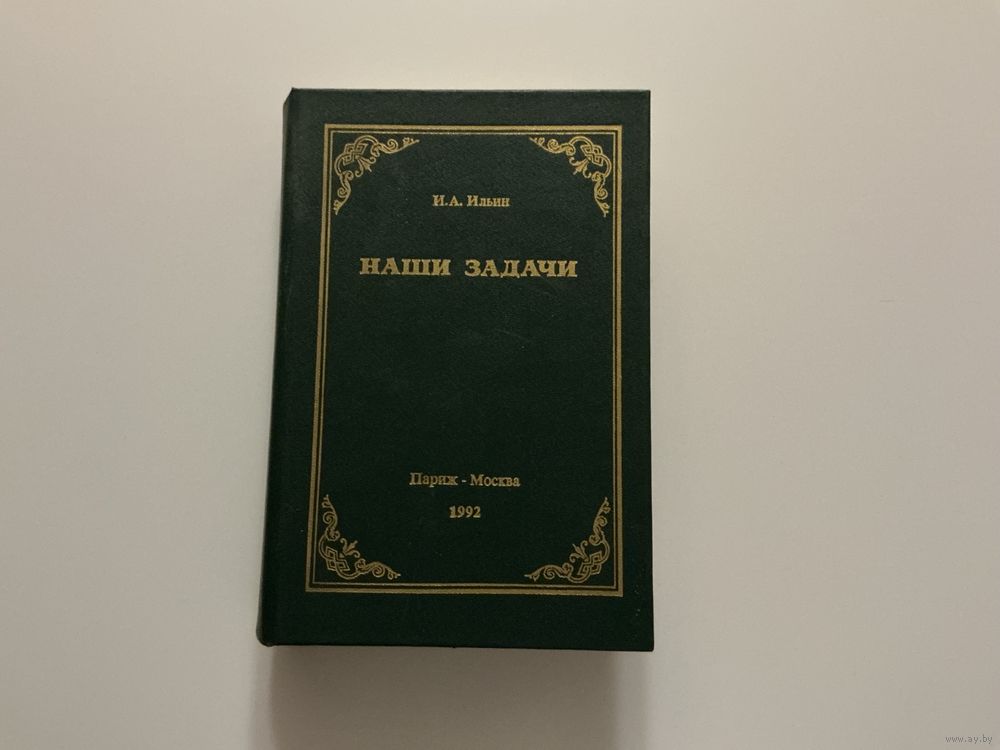 И.А. Ильин
НАШИ ЗАДАЧИ
Париж - Москва
1992
www.ay.by